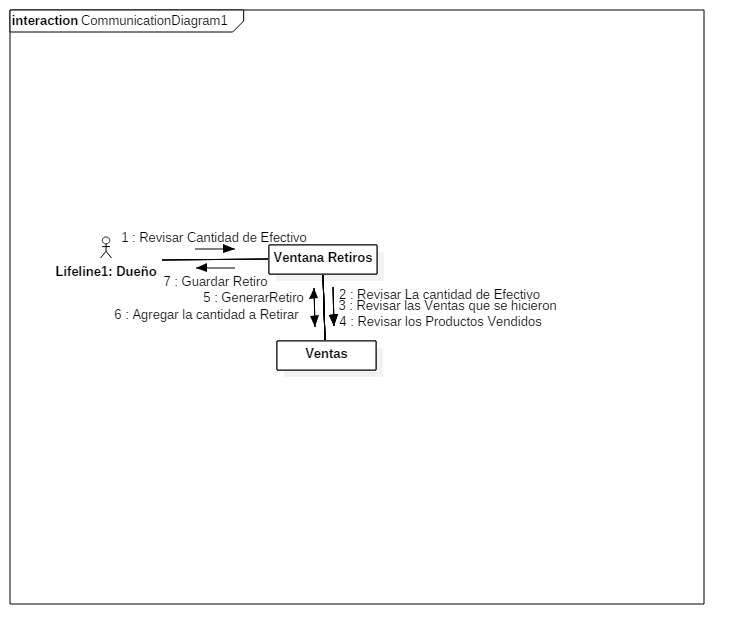 interaction CommunicationDiagram1
1 : Revisar Cantidad de Efectivo
Ventana Retiros
Lifeline1: Dueño
7 : Guardar Retiro
5 : GenerarRetiro
6 : Agregar la cantidad a Retirar
2 : Revisar La cantidad de Efectivo
3 : Revisar las Ventas que se hicieron
4 : Revisar los Productos Vendidos
Ventas